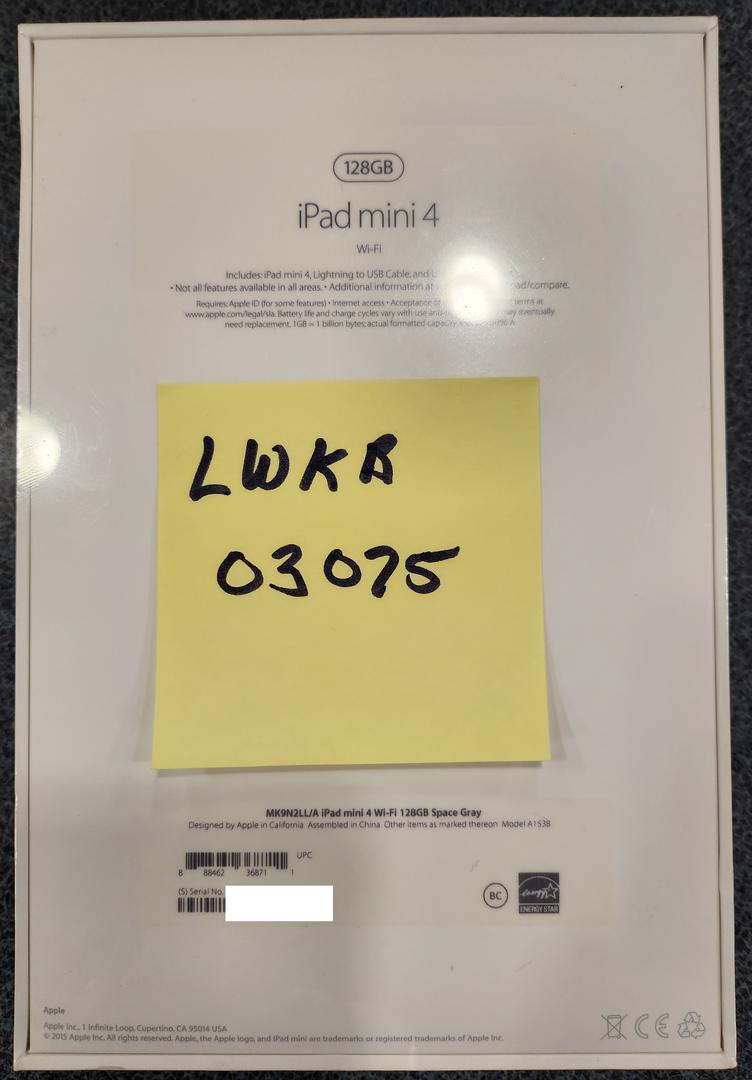 128GB
iPad mini 4
Wi-Fi
Includes: iPad mini 4, Lightning to USB Cable, and
• Not all features available in all areas. • Additional information at ad/compare.
Requires: Apple ID (for some features) • Internet access • Acceptance of terms at
www.apple.com/legal/sla. Battery life and charge cycles vary with use and may eventually
need replacement. 1GB = 1 billion bytes; actual formatted capacity
LWKB
03075
MK9N2LL/A iPad mini 4 Wi-Fi 128GB Space Gray
Designed by Apple in California Assembled in China Other items as marked thereon Model A1538
UPC
8 88462 36871 1
(S) Serial No.
BC
energy
ENERGY STAR
Apple
Apple Inc., 1 Infinite Loop, Cupertino, CA 95014 USA
© 2015 Apple Inc. All rights reserved. Apple, the Apple logo, and iPad mini are trademarks or registered trademarks of Apple Inc.
CE